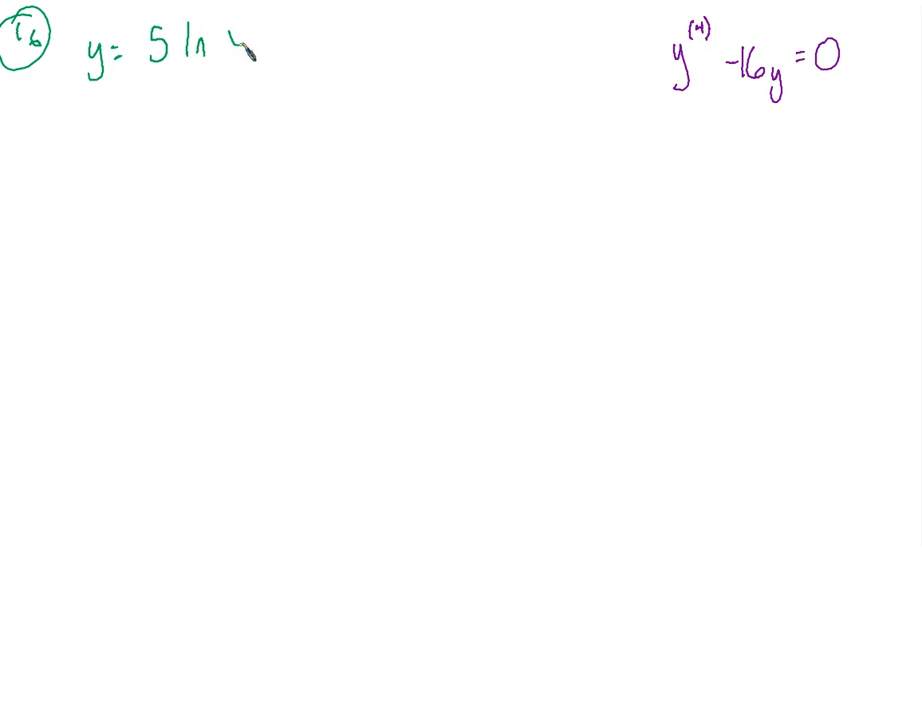 16 y = 5 ln
y⁽⁴⁾ - 16y = 0